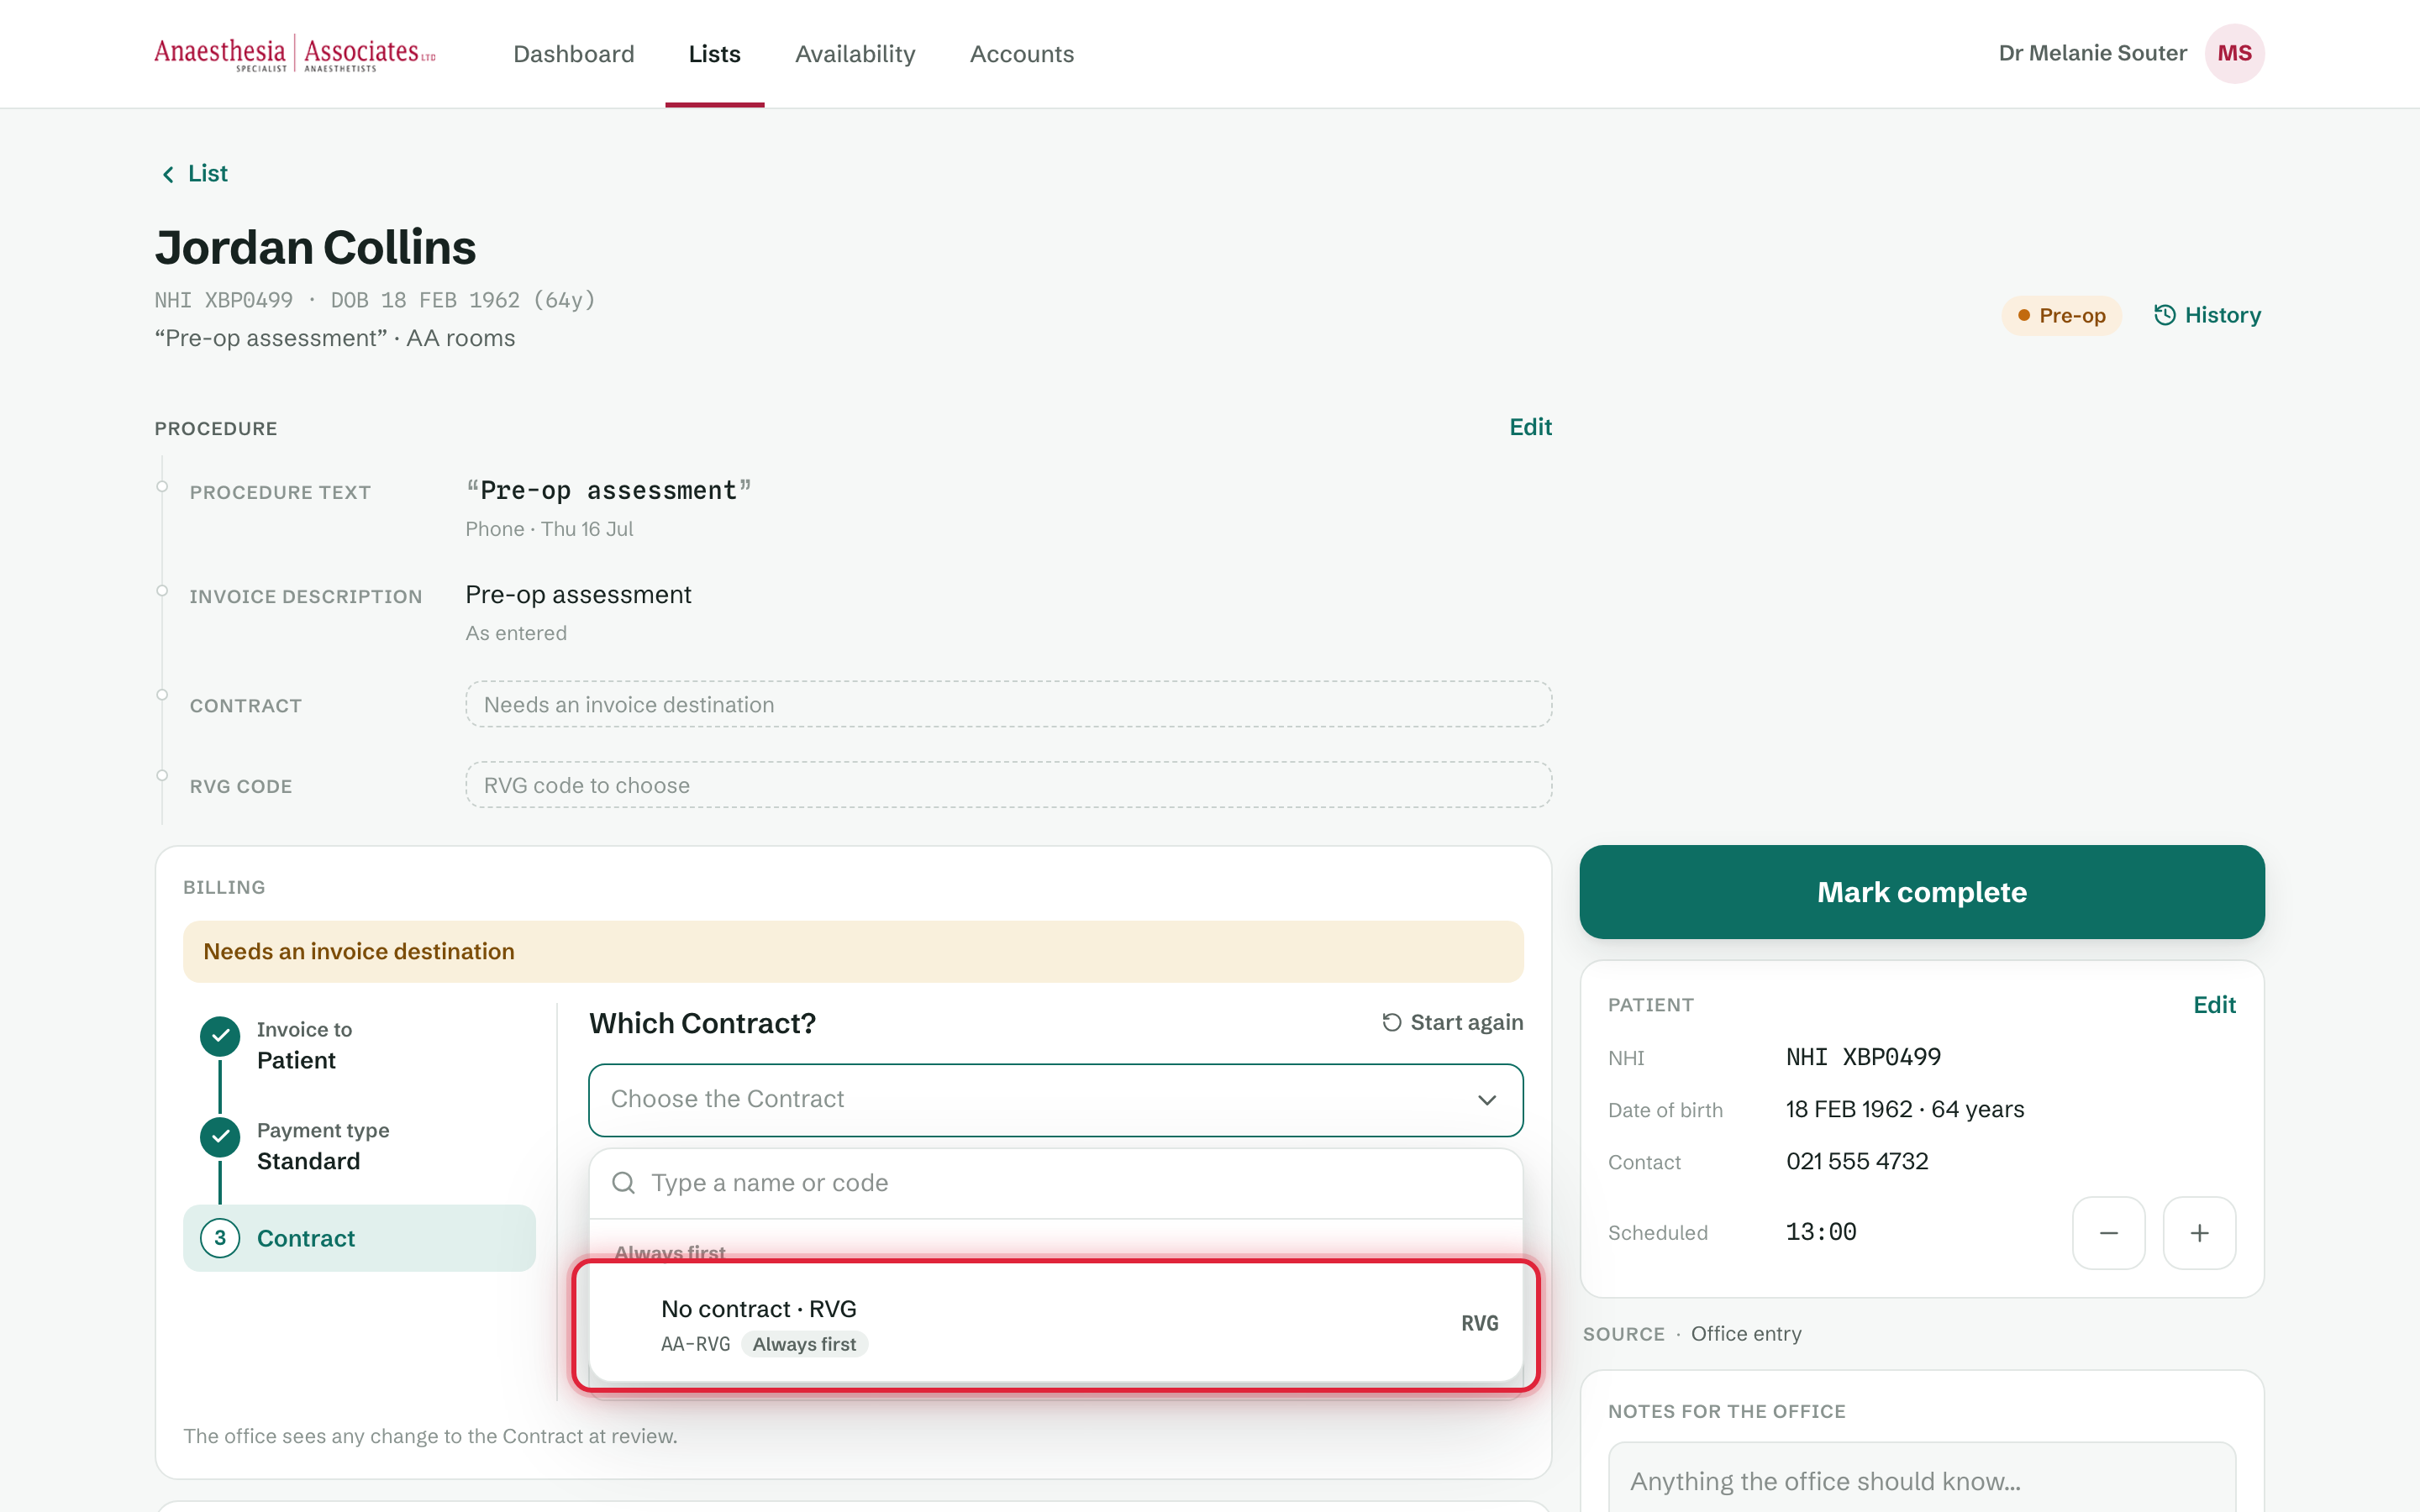 Anaesthesia | Associates LTD
SPECIALIST ANAESTHETISTS
Dashboard
Lists
Availability
Accounts
Dr Melanie Souter
MS
List
Jordan Collins
NHI XBP0499 · DOB 18 FEB 1962 (64y)
“Pre-op assessment” · AA rooms
Pre-op
History
PROCEDURE
Edit
PROCEDURE TEXT
“Pre-op assessment”
Phone · Thu 16 Jul
INVOICE DESCRIPTION
Pre-op assessment
As entered
CONTRACT
Needs an invoice destination
RVG CODE
RVG code to choose
BILLING
Needs an invoice destination
Invoice to
Patient
Payment type
Standard
3
Contract
Which Contract?
Start again
Choose the Contract
Type a name or code
Always first
No contract · RVG
AA-RVG
Always first
RVG
The office sees any change to the Contract at review.
Mark complete
PATIENT
Edit
NHI
NHI XBP0499
Date of birth
18 FEB 1962 · 64 years
Contact
021 555 4732
Scheduled
13:00
− +
SOURCE · Office entry
NOTES FOR THE OFFICE
Anything the office should know...